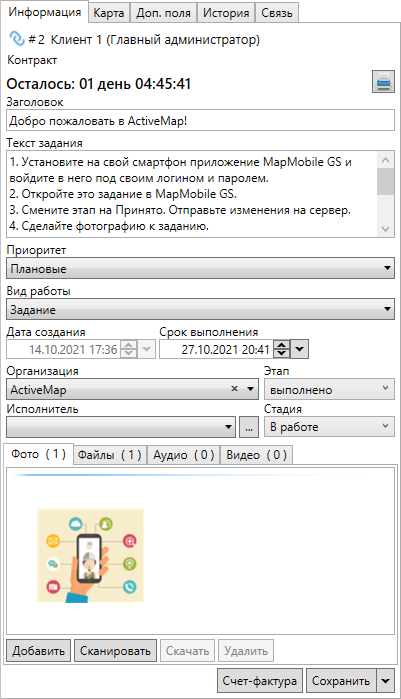 Информация Карта Доп. поля История Связь
# 2 Клиент 1 (Главный администратор)
Контракт
Осталось: 01 день 04:45:41
Заголовок
Добро пожаловать в ActiveMap!
Текст задания
1. Установите на свой смартфон приложение MapMobile GS и
войдите в него под своим логином и паролем.
2. Откройте это задание в MapMobile GS.
3. Смените этап на Принято. Отправьте изменения на сервер.
4. Сделайте фотографию к заданию.
Приоритет
Плановые
Вид работы
Задание
Дата создания Срок выполнения
14.10.2021 17:36 27.10.2021 20:41
Организация Этап
ActiveMap выполнено
Исполнитель Стадия
... В работе
Фото ( 1 ) Файлы ( 1 ) Аудио ( 0 ) Видео ( 0 )
Добавить Сканировать Скачать Удалить
Счет-фактура Сохранить